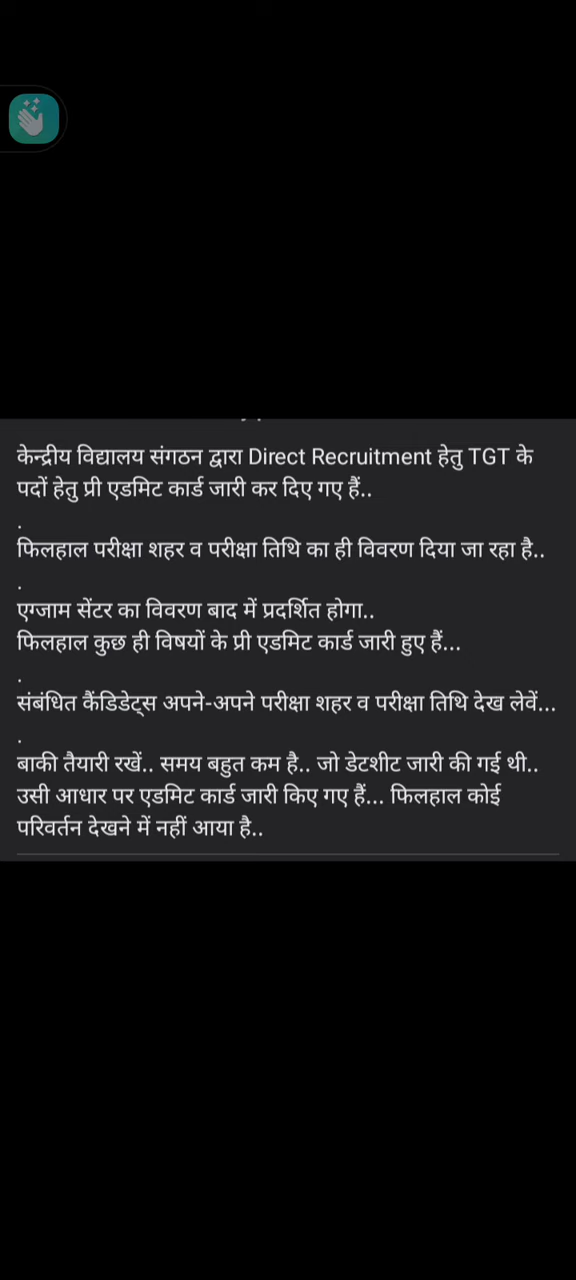 केन्द्रीय विद्यालय संगठन द्वारा Direct Recruitment हेतु TGT के
पदों हेतु प्री एडमिट कार्ड जारी कर दिए गए हैं..
.
फिलहाल परीक्षा शहर व परीक्षा तिथि का ही विवरण दिया जा रहा है..
.
एग्जाम सेंटर का विवरण बाद में प्रदर्शित होगा..
फिलहाल कुछ ही विषयों के प्री एडमिट कार्ड जारी हुए हैं...
.
संबंधित कैंडिडेट्स अपने-अपने परीक्षा शहर व परीक्षा तिथि देख लेवें...
.
बाकी तैयारी रखें.. समय बहुत कम है.. जो डेटशीट जारी की गई थी..
उसी आधार पर एडमिट कार्ड जारी किए गए हैं... फिलहाल कोई
परिवर्तन देखने में नहीं आया है..